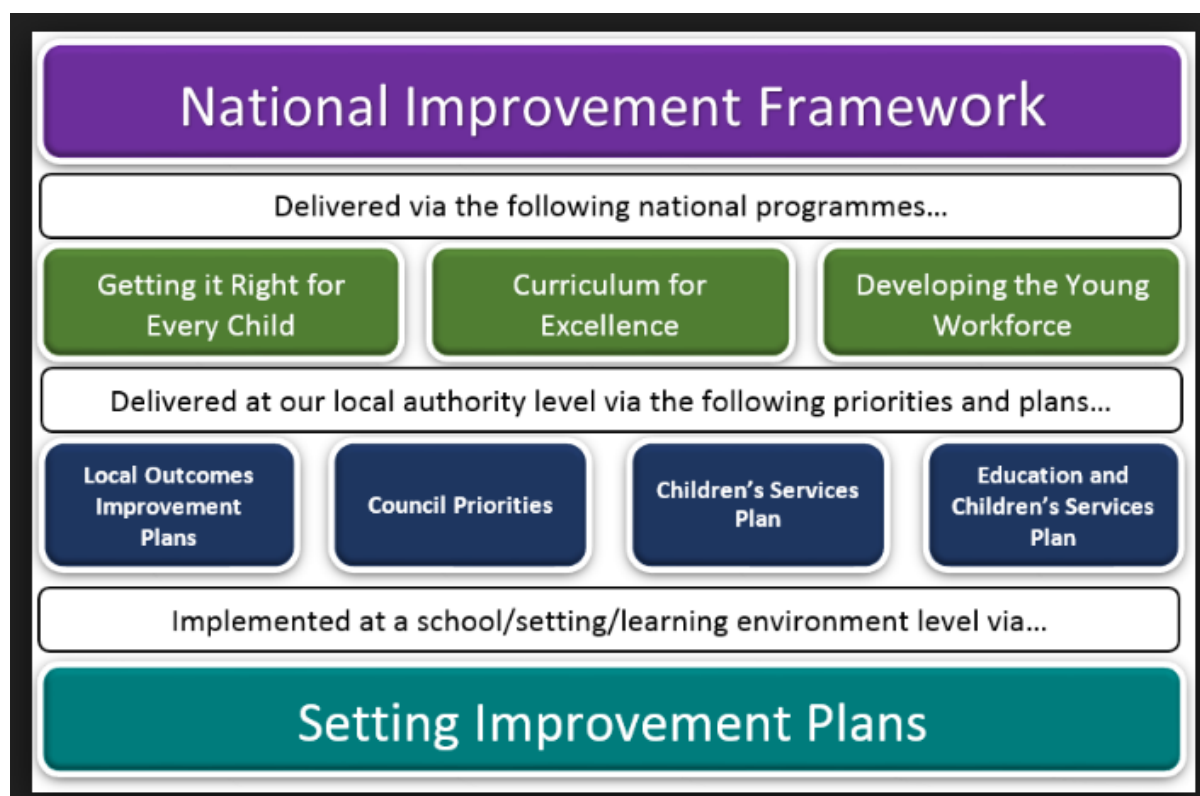 National Improvement Framework
Delivered via the following national programmes...
Getting it Right for
Every Child
Curriculum for
Excellence
Developing the Young
Workforce
Delivered at our local authority level via the following priorities and plans...
Local Outcomes
Improvement
Plans
Council Priorities
Children’s Services
Plan
Education and
Children’s Services
Plan
Implemented at a school/setting/learning environment level via...
Setting Improvement Plans